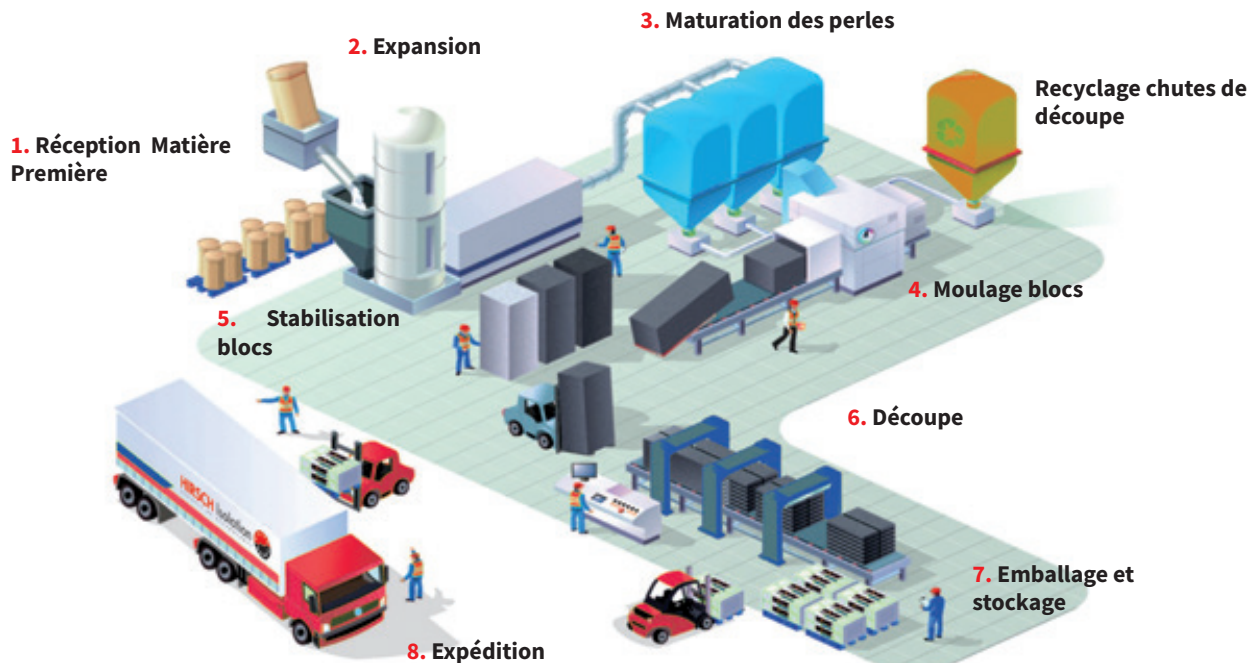 3. Maturation des perles
2. Expansion
Recyclage chutes de
découpe
1. Réception Matière
Première
4. Moulage blocs
5. Stabilisation
blocs
6. Découpe
HIRSCH Isolation
7. Emballage et
stockage
8. Expédition